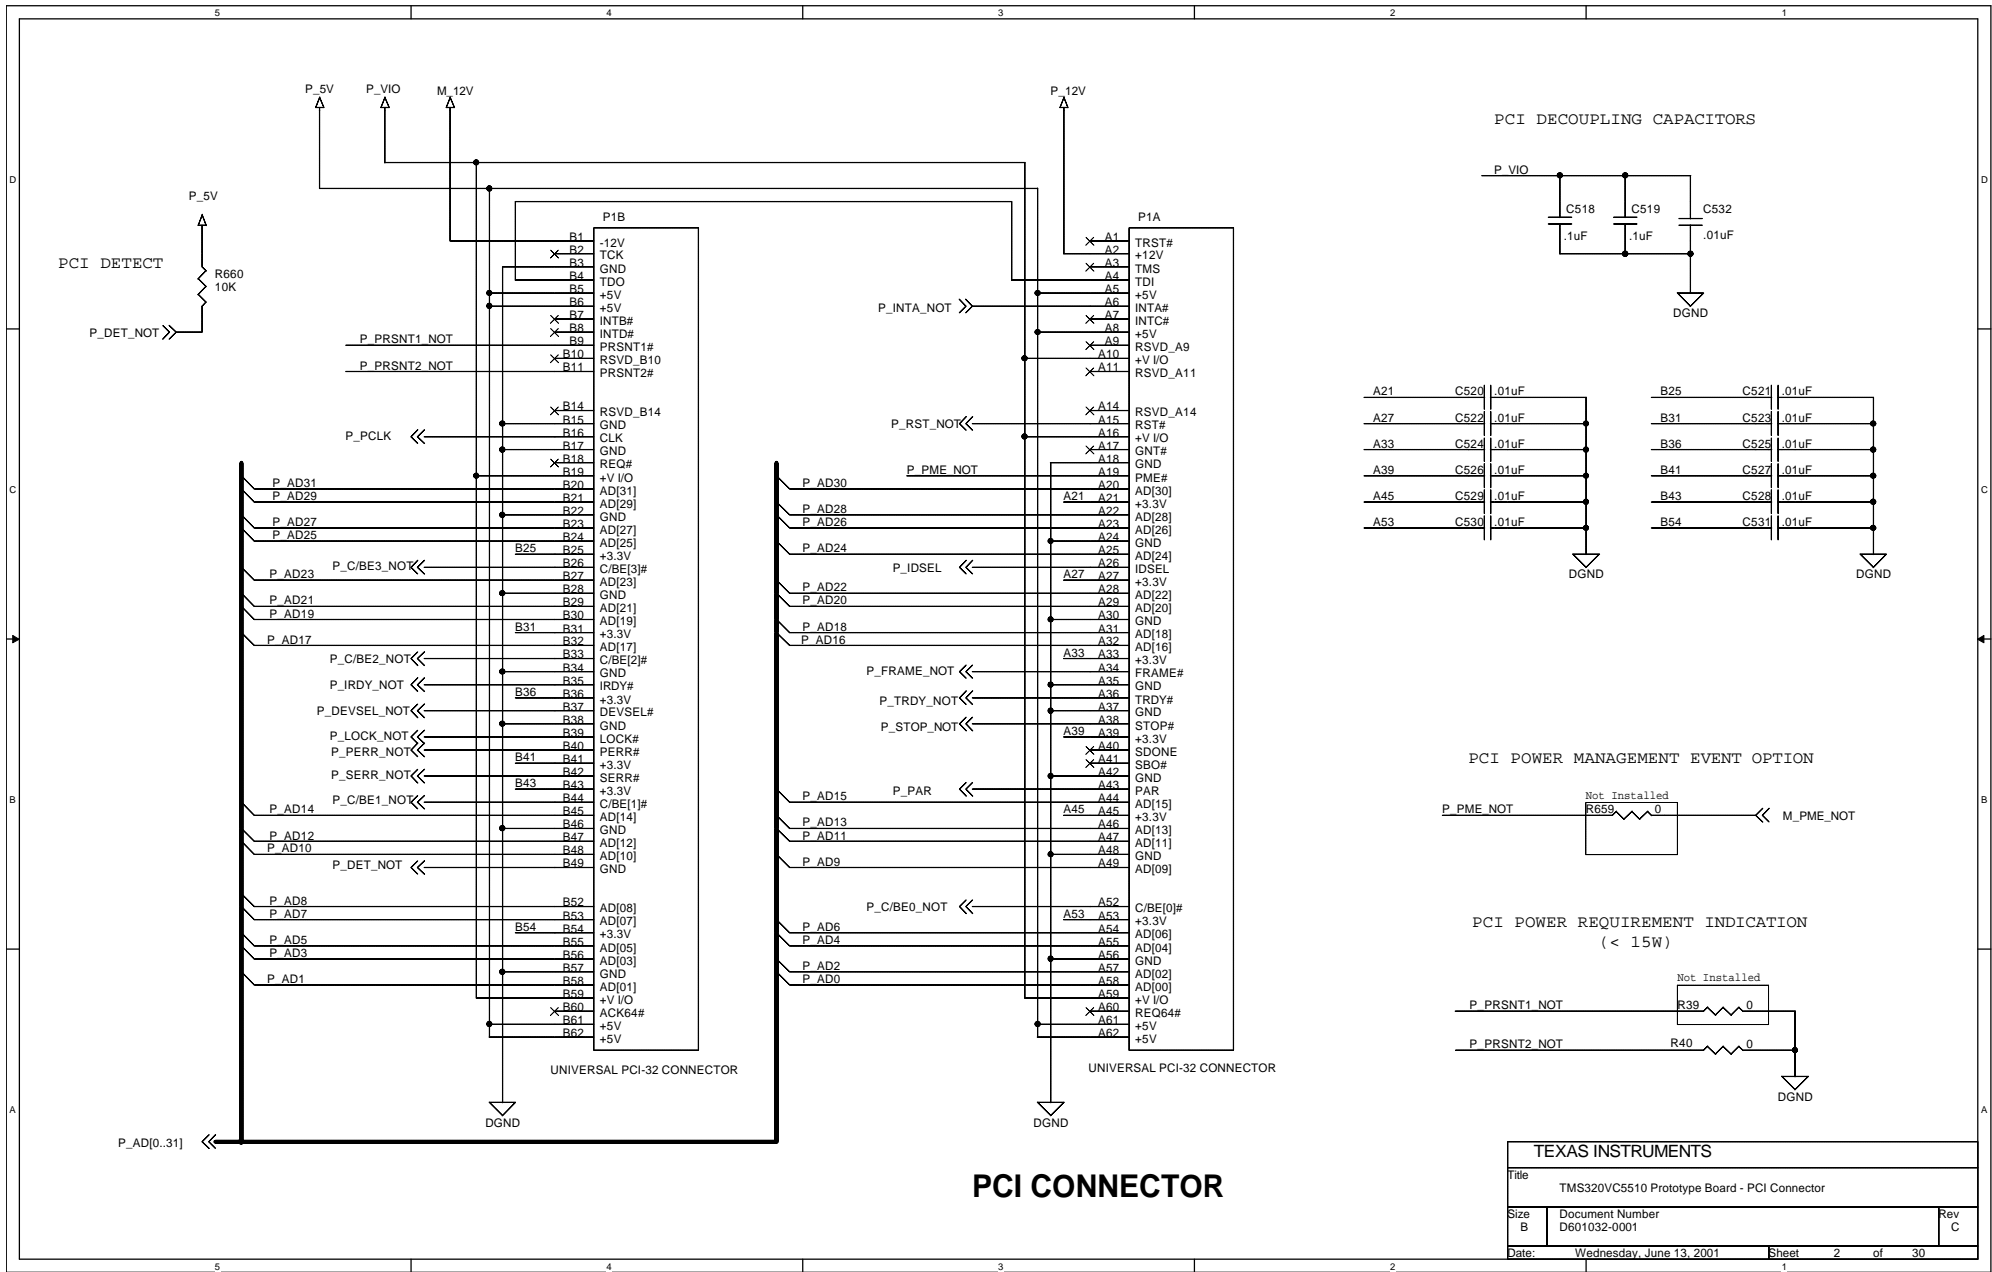 5 4 3 2 1
D
C
B
A
P_5V
P_VIO
M_12V
P_12V
PCI DECOUPLING CAPACITORS
P_VIO
C518
.1uF
C519
.1uF
C532
.01uF
DGND
P_5V
PCI DETECT
R660
10K
P_DET_NOT
P1B
B1 -12V
B2 TCK
B3 GND
B4 TDO
B5 +5V
B6 +5V
B7 INTB#
B8 INTD#
P_PRSNT1_NOT B9 PRSNT1#
B10 RSVD_B10
P_PRSNT2_NOT B11 PRSNT2#
B14 RSVD_B14
B15 GND
P_PCLK B16 CLK
B17 GND
B18 REQ#
B19 +V I/O
P_AD31 B20 AD[31]
P_AD29 B21 AD[29]
B22 GND
P_AD27 B23 AD[27]
P_AD25 B24 AD[25]
B25 B25 +3.3V
P_C/BE3_NOT B26 C/BE[3]#
P_AD23 B27 AD[23]
B28 GND
P_AD21 B29 AD[21]
P_AD19 B30 AD[19]
B31 B31 +3.3V
P_AD17 B32 AD[17]
P_C/BE2_NOT B33 C/BE[2]#
B34 GND
P_IRDY_NOT B35 IRDY#
B36 B36 +3.3V
P_DEVSEL_NOT B37 DEVSEL#
B38 GND
P_LOCK_NOT B39 LOCK#
P_PERR_NOT B40 PERR#
B41 B41 +3.3V
P_SERR_NOT B42 SERR#
B43 B43 +3.3V
P_C/BE1_NOT B44 C/BE[1]#
P_AD14 B45 AD[14]
B46 GND
P_AD12 B47 AD[12]
P_AD10 B48 AD[10]
P_DET_NOT B49 GND
P_AD8 B52 AD[08]
P_AD7 B53 AD[07]
B54 B54 +3.3V
P_AD5 B55 AD[05]
P_AD3 B56 AD[03]
B57 GND
P_AD1 B58 AD[01]
B59 +V I/O
B60 ACK64#
B61 +5V
B62 +5V
UNIVERSAL PCI-32 CONNECTOR
DGND
P_AD[0..31]
P1A
A1 TRST#
A2 +12V
A3 TMS
A4 TDI
A5 +5V
P_INTA_NOT A6 INTA#
A7 INTC#
A8 +5V
A9 RSVD_A9
A10 +V I/O
A11 RSVD_A11
A14 RSVD_A14
P_RST_NOT A15 RST#
A16 +V I/O
A17 GNT#
A18 GND
P_PME_NOT A19 PME#
P_AD30 A20 AD[30]
A21 A21 +3.3V
P_AD28 A22 AD[28]
P_AD26 A23 AD[26]
A24 GND
P_AD24 A25 AD[24]
P_IDSEL A26 IDSEL
A27 A27 +3.3V
P_AD22 A28 AD[22]
P_AD20 A29 AD[20]
A30 GND
P_AD18 A31 AD[18]
P_AD16 A32 AD[16]
A33 A33 +3.3V
P_FRAME_NOT A34 FRAME#
A35 GND
P_TRDY_NOT A36 TRDY#
A37 GND
P_STOP_NOT A38 STOP#
A39 A39 +3.3V
A40 SDONE
A41 SBO#
A42 GND
P_PAR A43 PAR
P_AD15 A44 AD[15]
A45 A45 +3.3V
P_AD13 A46 AD[13]
P_AD11 A47 AD[11]
A48 GND
P_AD9 A49 AD[09]
P_C/BE0_NOT A52 C/BE[0]#
A53 A53 +3.3V
P_AD6 A54 AD[06]
P_AD4 A55 AD[04]
A56 GND
P_AD2 A57 AD[02]
P_AD0 A58 AD[00]
A59 +V I/O
A60 REQ64#
A61 +5V
A62 +5V
UNIVERSAL PCI-32 CONNECTOR
DGND
A21 C520 .01uF
A27 C522 .01uF
A33 C524 .01uF
A39 C526 .01uF
A45 C529 .01uF
A53 C530 .01uF
DGND
B25 C521 .01uF
B31 C523 .01uF
B36 C525 .01uF
B41 C527 .01uF
B43 C528 .01uF
B54 C531 .01uF
DGND
PCI POWER MANAGEMENT EVENT OPTION
Not Installed
P_PME_NOT R659 0 M_PME_NOT
PCI POWER REQUIREMENT INDICATION
(< 15W)
Not Installed
P_PRSNT1_NOT R39 0
P_PRSNT2_NOT R40 0
DGND
PCI CONNECTOR
TEXAS INSTRUMENTS
Title
TMS320VC5510 Prototype Board - PCI Connector
Size Document Number Rev
B D601032-0001 C
Date: Wednesday, June 13, 2001 Sheet 2 of 30
D
C
B
A
5 4 3 2 1